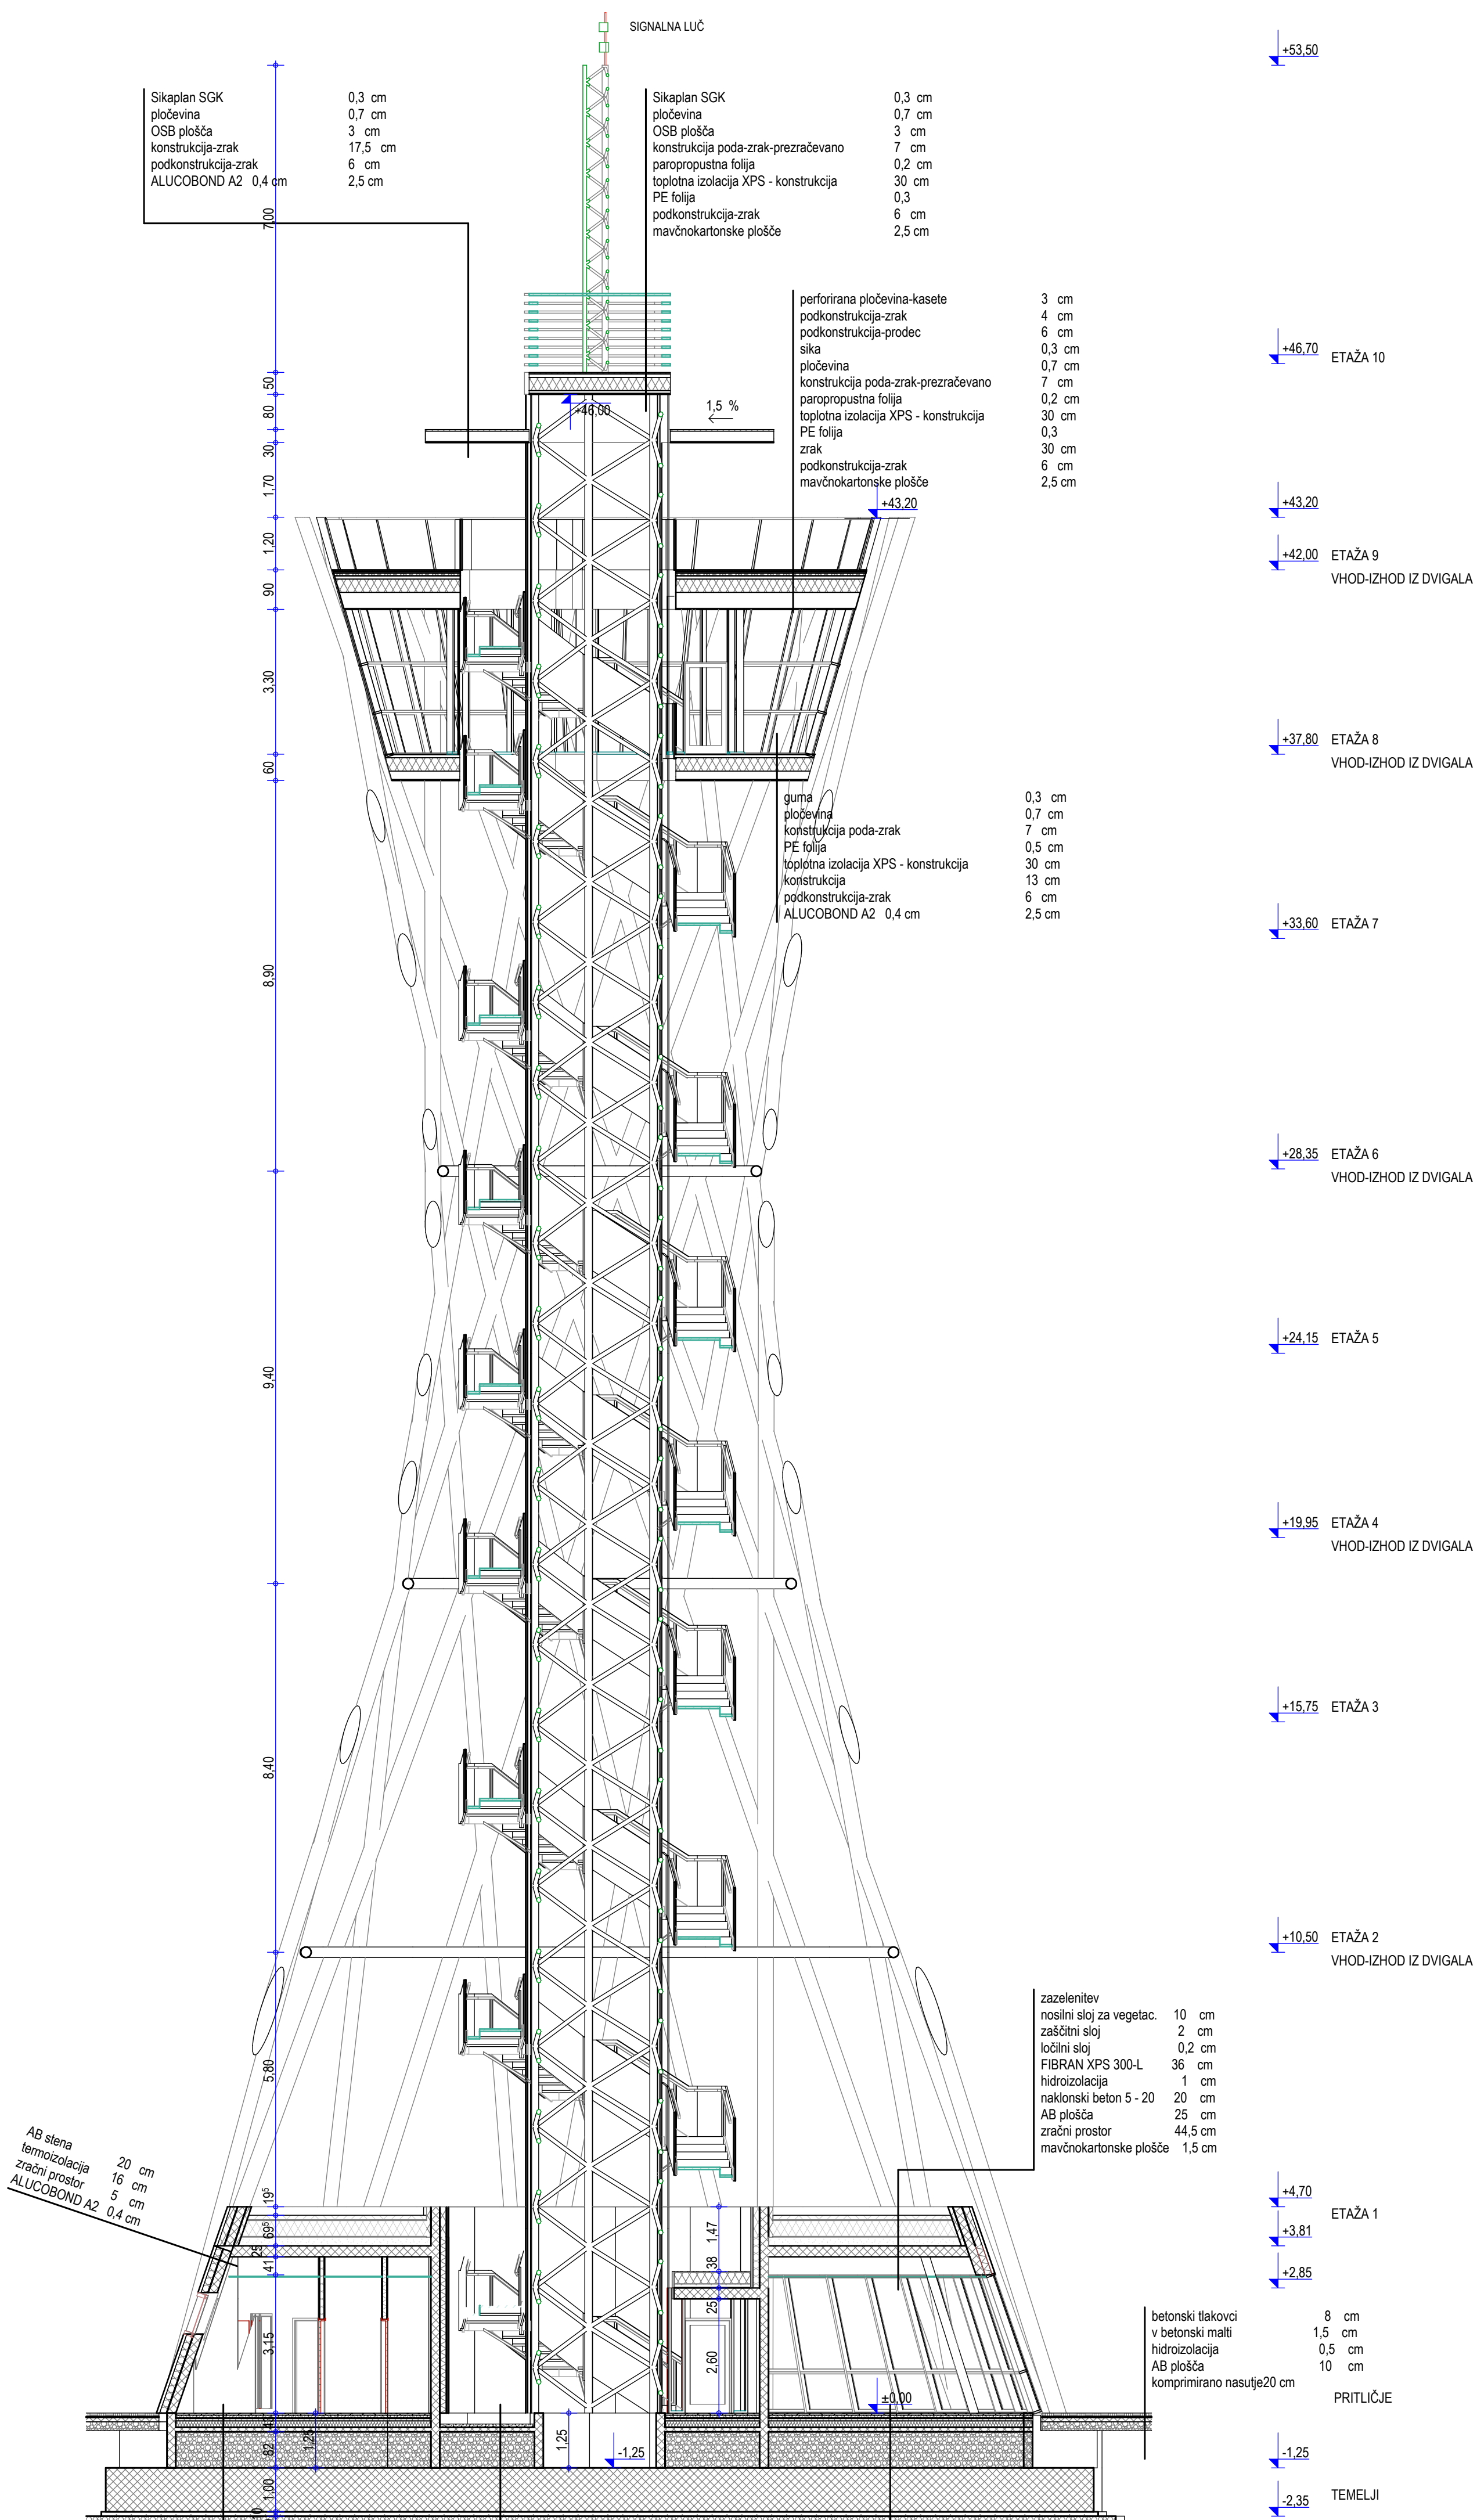 SIGNALNA LUČ
+53,50
Sikaplan SGK 0,3 cm
pločevina 0,7 cm
OSB plošča 3 cm
konstrukcija-zrak 17,5 cm
podkonstrukcija-zrak 6 cm
ALUCOBOND A2 0,4 cm 2,5 cm
Sikaplan SGK 0,3 cm
pločevina 0,7 cm
OSB plošča 3 cm
konstrukcija poda-zrak-prezračevano 7 cm
paropropustna folija 0,2 cm
toplotna izolacija XPS - konstrukcija 30 cm
PE folija 0,3
podkonstrukcija-zrak 6 cm
mavčnokartonske plošče 2,5 cm
perforirana pločevina-kasete 3 cm
podkonstrukcija-zrak 4 cm
podkonstrukcija-prodec 6 cm
sika 0,3 cm
pločevina 0,7 cm
konstrukcija poda-zrak-prezračevano 7 cm
paropropustna folija 0,2 cm
toplotna izolacija XPS - konstrukcija 30 cm
PE folija 0,3
zrak 30 cm
podkonstrukcija-zrak 6 cm
mavčnokartonske plošče 2,5 cm
7,00
50
80
30
1,70
1,20
90
3,30
60
8,90
9,40
8,40
5,80
19⁵
69⁵
25
41
3,15
82
1,00
+46,00
1,5 %
+43,20
+46,70 ETAŽA 10
+43,20
+42,00 ETAŽA 9
VHOD-IZHOD IZ DVIGALA
+37,80 ETAŽA 8
VHOD-IZHOD IZ DVIGALA
guma 0,3 cm
pločevina 0,7 cm
konstrukcija poda-zrak 7 cm
PE folija 0,5 cm
toplotna izolacija XPS - konstrukcija 30 cm
konstrukcija 13 cm
podkonstrukcija-zrak 6 cm
ALUCOBOND A2 0,4 cm 2,5 cm
+33,60 ETAŽA 7
+28,35 ETAŽA 6
VHOD-IZHOD IZ DVIGALA
+24,15 ETAŽA 5
+19,95 ETAŽA 4
VHOD-IZHOD IZ DVIGALA
+15,75 ETAŽA 3
+10,50 ETAŽA 2
VHOD-IZHOD IZ DVIGALA
zazelenitev
nosilni sloj za vegetac. 10 cm
zaščitni sloj 2 cm
ločilni sloj 0,2 cm
FIBRAN XPS 300-L 36 cm
hidroizolacija 1 cm
naklonski beton 5 - 20 20 cm
AB plošča 25 cm
zračni prostor 44,5 cm
mavčnokartonske plošče 1,5 cm
AB stena 20 cm
termoizolacija 16 cm
zračni prostor 5 cm
ALUCOBOND A2 0,4 cm
+4,70
ETAŽA 1
+3,81
+2,85
1,47
38
25
2,60
betonski tlakovci 8 cm
v betonski malti 1,5 cm
hidroizolacija 0,5 cm
AB plošča 10 cm
komprimirano nasutje20 cm
PRITLIČJE
±0,00
1,25
1,25
-1,25
-1,25
TEMELJI
-2,35